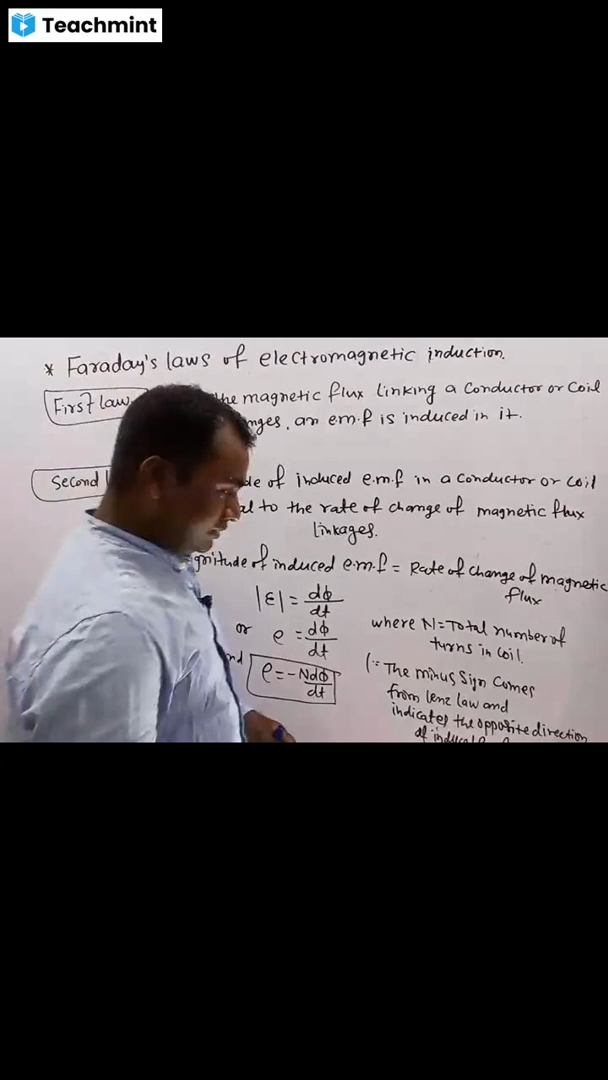 Teachmint
* Faraday's laws of electromagnetic induction.
First law he magnetic flux linking a conductor or coil
nges, an em.f is induced in it.
Second de of induced e.m.f in a conductor or coil
al to the rate of change of magnetic flux
linkages.
gnitude of induced e.m.f = Rate of change of magnetic
flux
|ε| = dϕ/dt
or e = dϕ/dt
nd e = -Ndϕ/dt
where N = Total number of
turns in coil.
(∵ The minus sign comes
from lenz law and
indicates the opposite direction
of